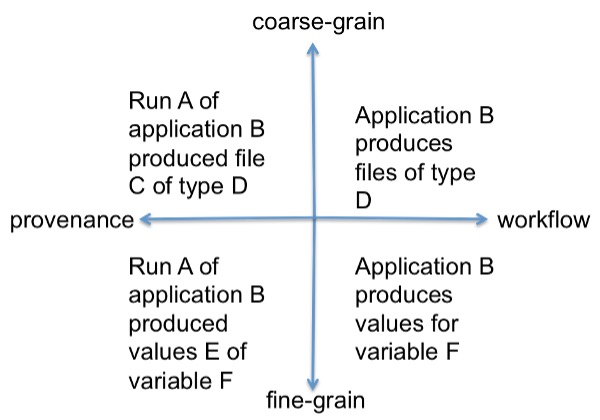 coarse-grain
Run A of
application B
produced file
C of type D
Application B
produces
files of type
D
provenance
workflow
Run A of
application B
produced
values E of
variable F
Application B
produces
values for
variable F
fine-grain